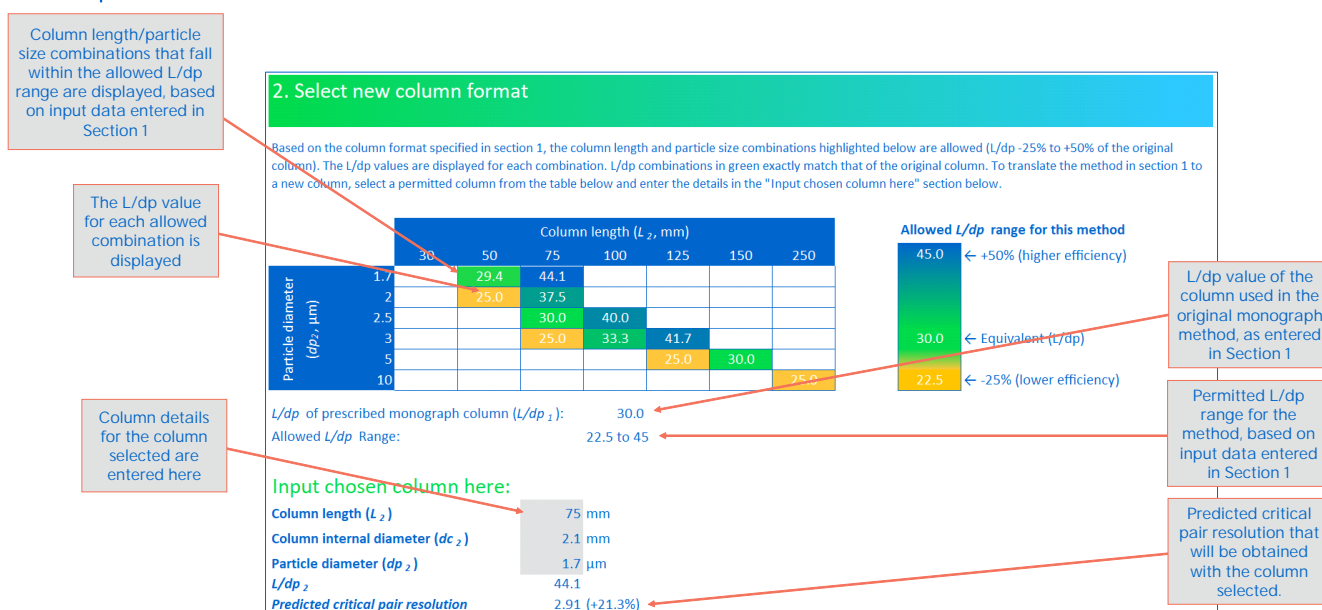 Column length/particle
size combinations that fall
within the allowed L/dp
range are displayed, based
on input data entered in
Section 1
The L/dp value
for each allowed
combination is
displayed
Column details
for the column
selected are
entered here
2. Select new column format
Based on the column format specified in section 1, the column length and particle size combinations highlighted below are allowed (L/dp -25% to +50% of the original
column). The L/dp values are displayed for each combination. L/dp combinations in green exactly match that of the original column. To translate the method in section 1 to
a new column, select a permitted column from the table below and enter the details in the "Input chosen column here" section below.
Column length (L 2, mm)
30 50 75 100 125 150 250
Particle diameter
(dp2, μm)
1.7 29.4 44.1
2 25.0 37.5
2.5 30.0 40.0
3 25.0 33.3 41.7
5 25.0 30.0
10 25.0
Allowed L/dp range for this method
45.0 ← +50% (higher efficiency)
30.0 ← Equivalent (L/dp)
22.5 ← -25% (lower efficiency)
L/dp of prescribed monograph column (L/dp 1): 30.0
Allowed L/dp Range: 22.5 to 45
Input chosen column here:
Column length (L 2) 75 mm
Column internal diameter (dc 2) 2.1 mm
Particle diameter (dp 2) 1.7 μm
L/dp 2 44.1
Predicted critical pair resolution 2.91 (+21.3%)
L/dp value of the
column used in the
original monograph
method, as entered
in Section 1
Permitted L/dp
range for the
method, based on
input data entered
in Section 1
Predicted critical
pair resolution that
will be obtained
with the column
selected.